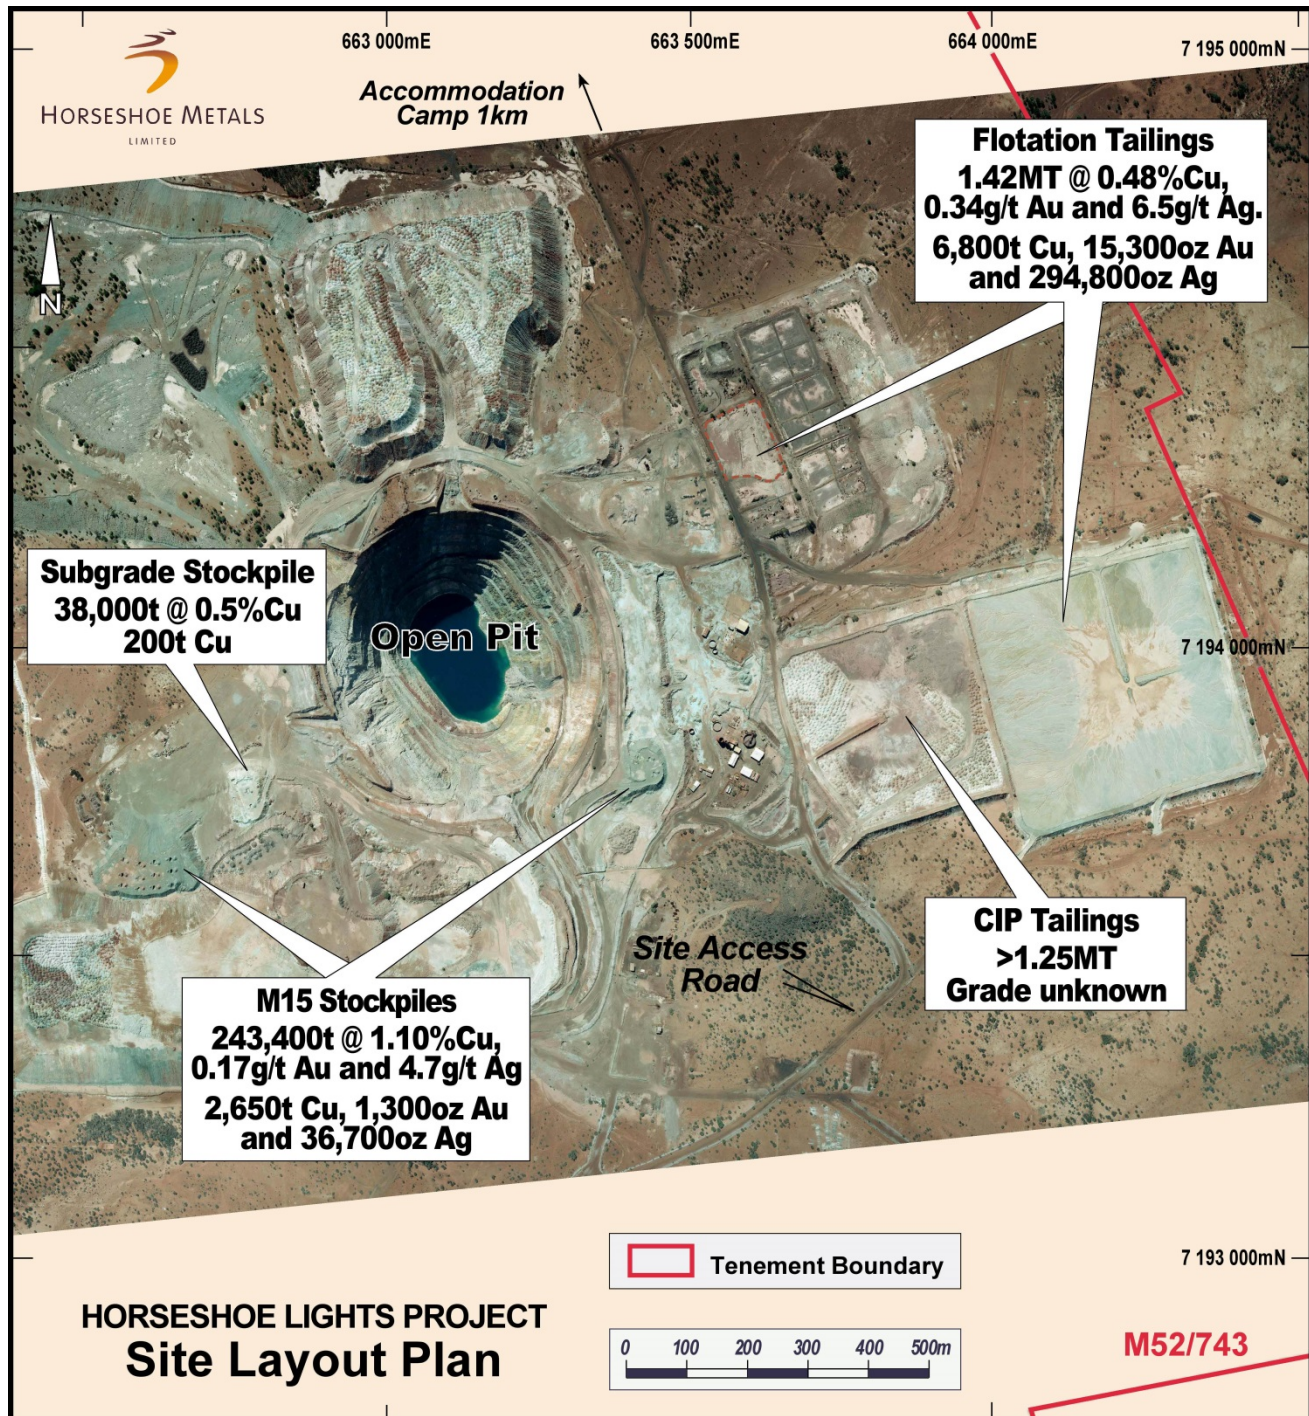 663 000mE
663 500mE
664 000mE
7 195 000mN
HORSESHOE METALS
LIMITED
Accommodation
Camp 1km
Flotation Tailings
1.42MT @ 0.48%Cu,
0.34g/t Au and 6.5g/t Ag.
6,800t Cu, 15,300oz Au
and 294,800oz Ag
N
Subgrade Stockpile
38,000t @ 0.5%Cu
200t Cu
Open Pit
7 194 000mN
CIP Tailings
>1.25MT
Grade unknown
Site Access
Road
M15 Stockpiles
243,400t @ 1.10%Cu,
0.17g/t Au and 4.7g/t Ag
2,650t Cu, 1,300oz Au
and 36,700oz Ag
Tenement Boundary
7 193 000mN
HORSESHOE LIGHTS PROJECT
Site Layout Plan
0 100 200 300 400 500m
M52/743